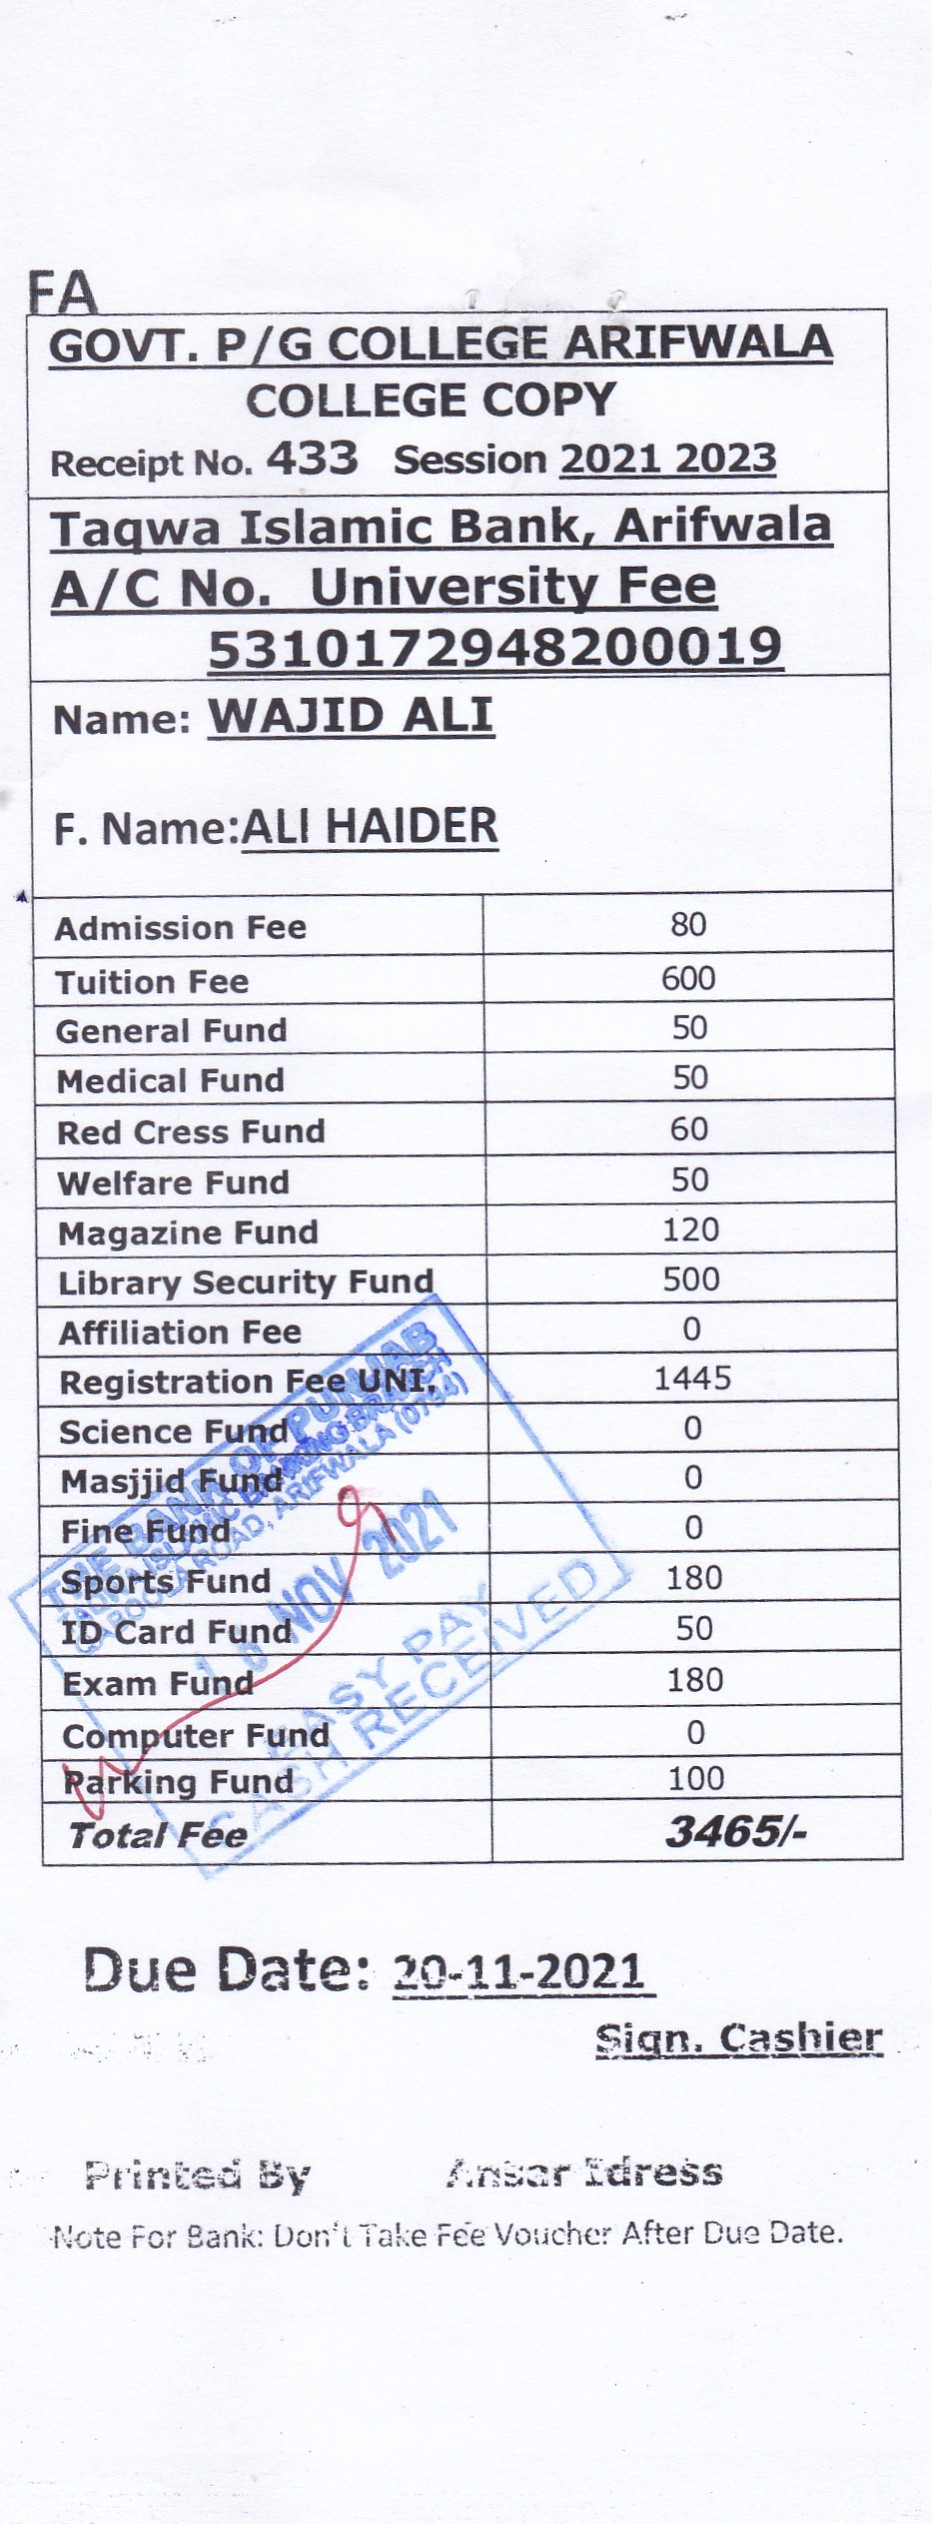 FA
GOVT. P/G COLLEGE ARIFWALA
COLLEGE COPY
Receipt No. 433 Session 2021 2023
Taqwa Islamic Bank, Arifwala
A/C No. University Fee
5310172948200019
Name: WAJID ALI
F. Name:ALI HAIDER
Admission Fee 80
Tuition Fee 600
General Fund 50
Medical Fund 50
Red Cress Fund 60
Welfare Fund 50
Magazine Fund 120
Library Security Fund 500
Affiliation Fee 0
Registration Fee UNI. 1445
Science Fund 0
Masjjid Fund 0
Fine Fund 0
Sports Fund 180
ID Card Fund 50
Exam Fund 180
Computer Fund 0
Parking Fund 100
Total Fee 3465/-
THE BANK OF PUNJAB
ISLAMIC BANKING BRANCH
ROAD, ARIFWALA (0734)
NOV 2021
EASY PAY
CASH RECEIVED
Due Date: 20-11-2021
Sign. Cashier
Printed By Ansar Idress
Note For Bank: Don't Take Fee Voucher After Due Date.